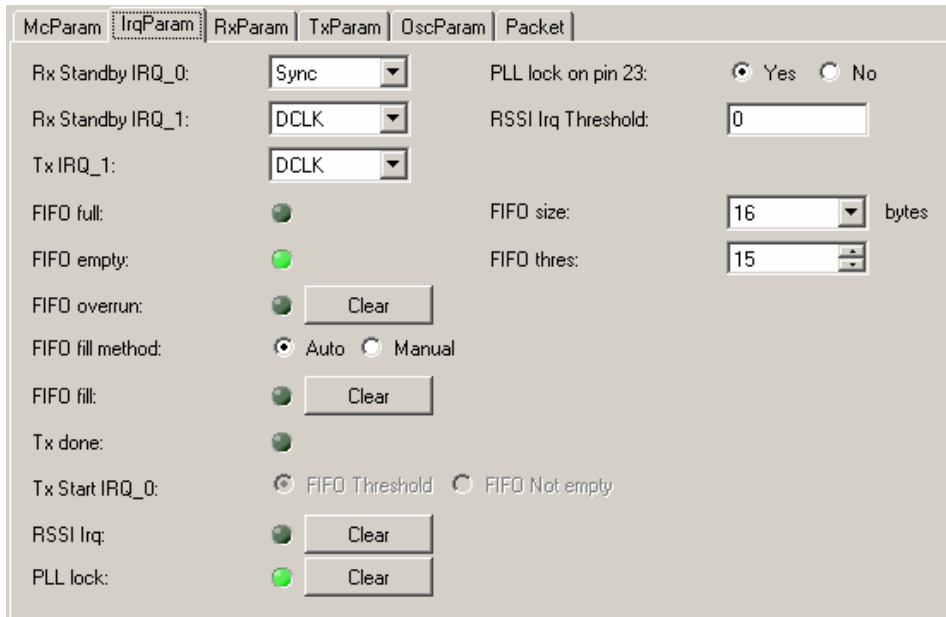 McParam IrqParam RxParam TxParam OscParam Packet
Rx Standby IRQ_0: Sync PLL lock on pin 23: Yes No
Rx Standby IRQ_1: DCLK RSSI Irq Threshold: 0
Tx IRQ_1: DCLK
FIFO full: FIFO size: 16 bytes
FIFO empty: FIFO thres: 15
FIFO overrun: Clear
FIFO fill method: Auto Manual
FIFO fill: Clear
Tx done:
Tx Start IRQ_0: FIFO Threshold FIFO Not empty
RSSI Irq: Clear
PLL lock: Clear